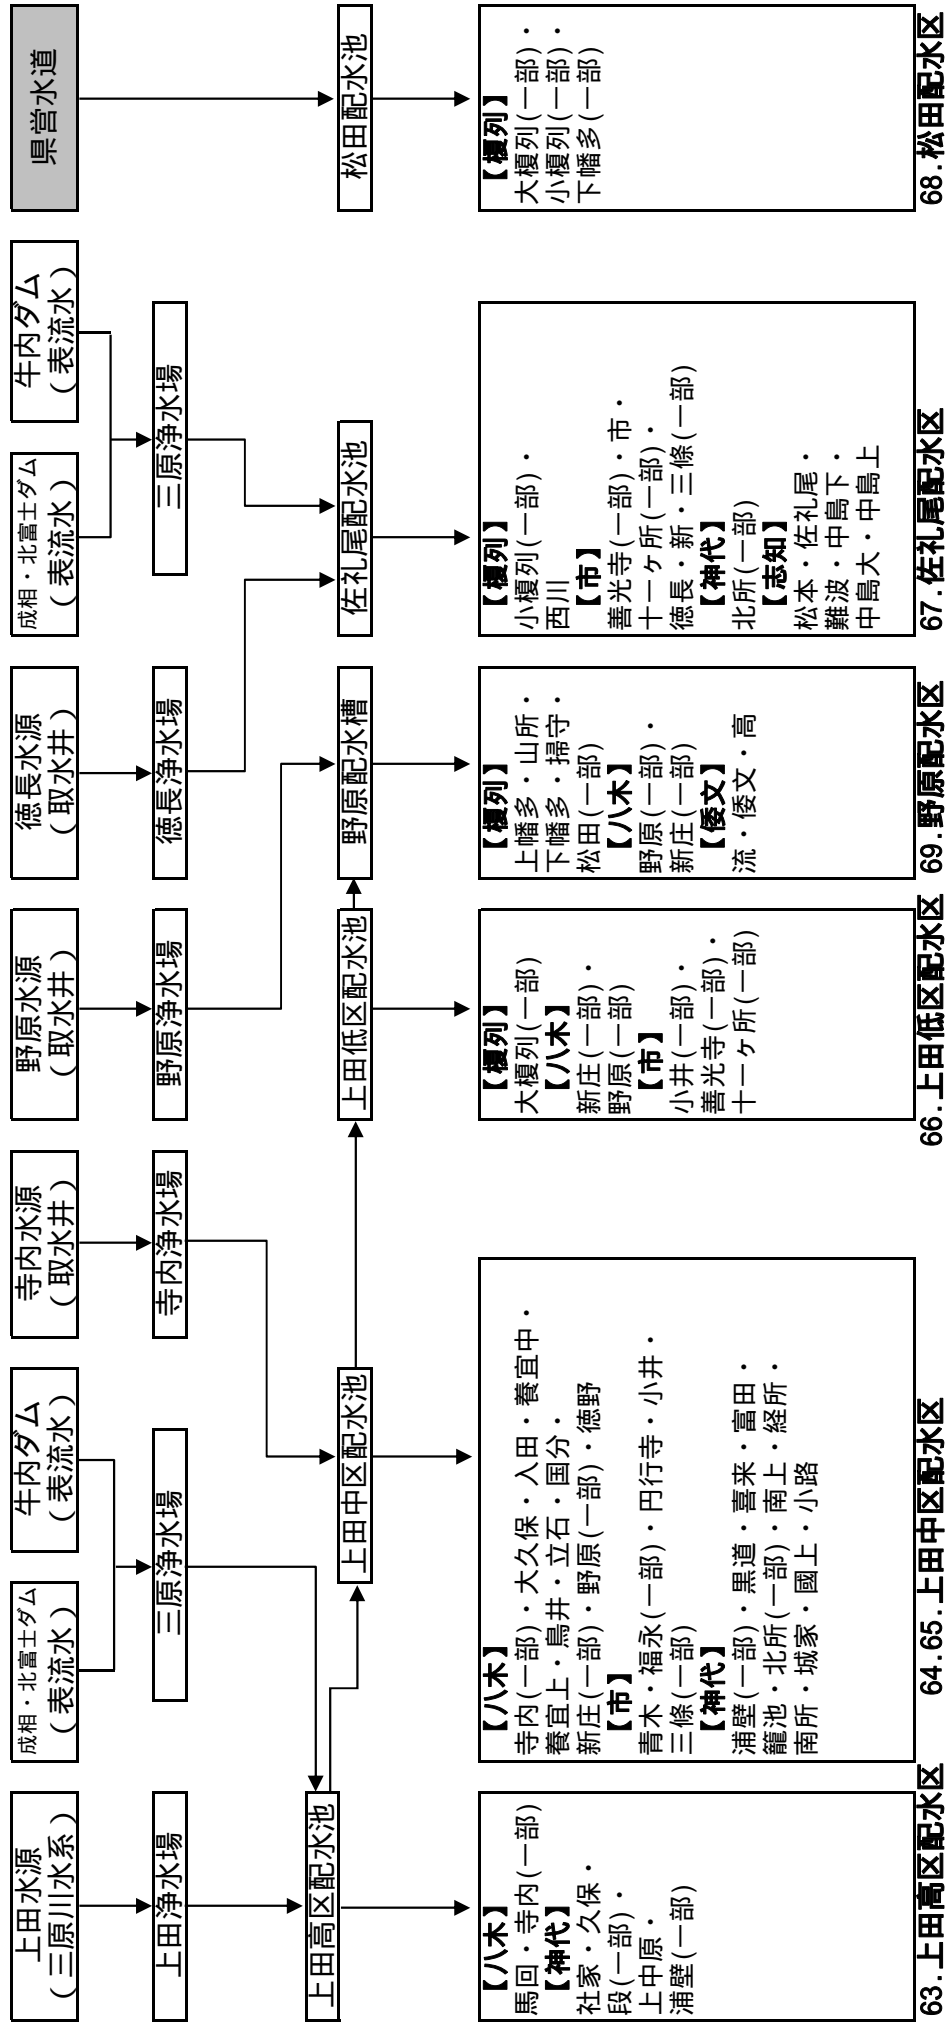 上田水源
(三原川水系)
成相・北富士ダム
(表流水)
牛内ダム
(表流水)
寺内水源
(取水井)
野原水源
(取水井)
徳長水源
(取水井)
成相・北富士ダム
(表流水)
牛内ダム
(表流水)
県営水道
上田浄水場
三原浄水場
寺内浄水場
野原浄水場
徳長浄水場
三原浄水場
上田高区配水池
上田中区配水池
上田低区配水池
野原配水槽
佐礼尾配水池
松田配水池
【八木】
馬回・寺内(一部)
【神代】
社家・久保・
段(一部)・
上中原・
浦壁(一部)
63.上田高区配水区
【八木】
寺内(一部)・大久保・入田・養宜中・
養宜上・鳥井・立石・国分・
新庄(一部)・野原(一部)・徳野
【市】
青木・福永(一部)・円行寺・小井・
三條(一部)
【神代】
浦壁(一部)・黒道・喜来・富田・
籠池・北所(一部)・南上・経所・
南所・城家・國上・小路
64.65.上田中区配水区
【榎列】
大榎列(一部)
【八木】
新庄(一部)・
野原(一部)
【市】
小井(一部)・
善光寺(一部)・
十一ヶ所(一部)
66.上田低区配水区
【榎列】
上幡多・山所・
下幡多・掃守・
松田(一部)
【八木】
野原(一部)・
新庄(一部)
【倭文】
流・倭文・高
69.野原配水区
【榎列】
小榎列(一部)・
西川
【市】
善光寺(一部)・市・
十一ヶ所(一部)・
徳長・新・三條(一部)
【神代】
北所(一部)
【志知】
松本・佐礼尾・
難波・中島下・
中島大・中島上
67.佐礼尾配水区
【榎列】
大榎列(一部)・
小榎列(一部)・
下幡多(一部)
68.松田配水区